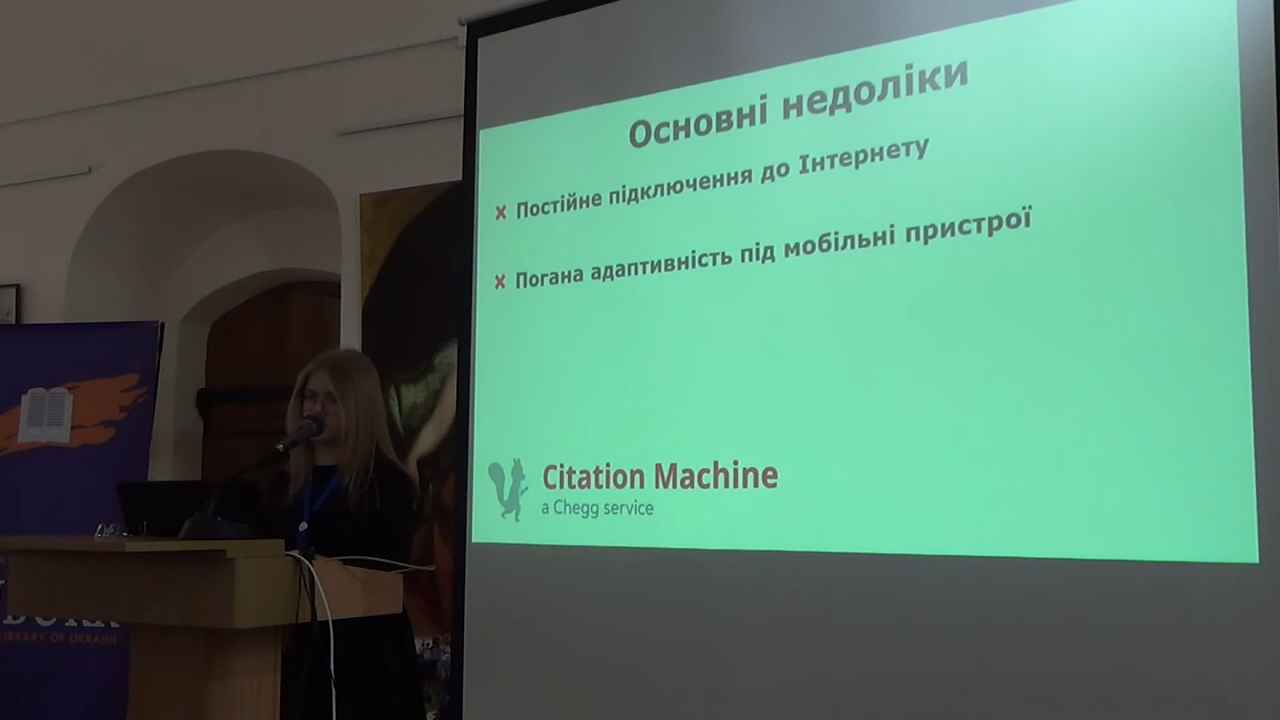 Основні недоліки
✘ Постійне підключення до Інтернету
✘ Погана адаптивність під мобільні пристрої
Citation Machine
a Chegg service
LIBRARY OF UKRAINE